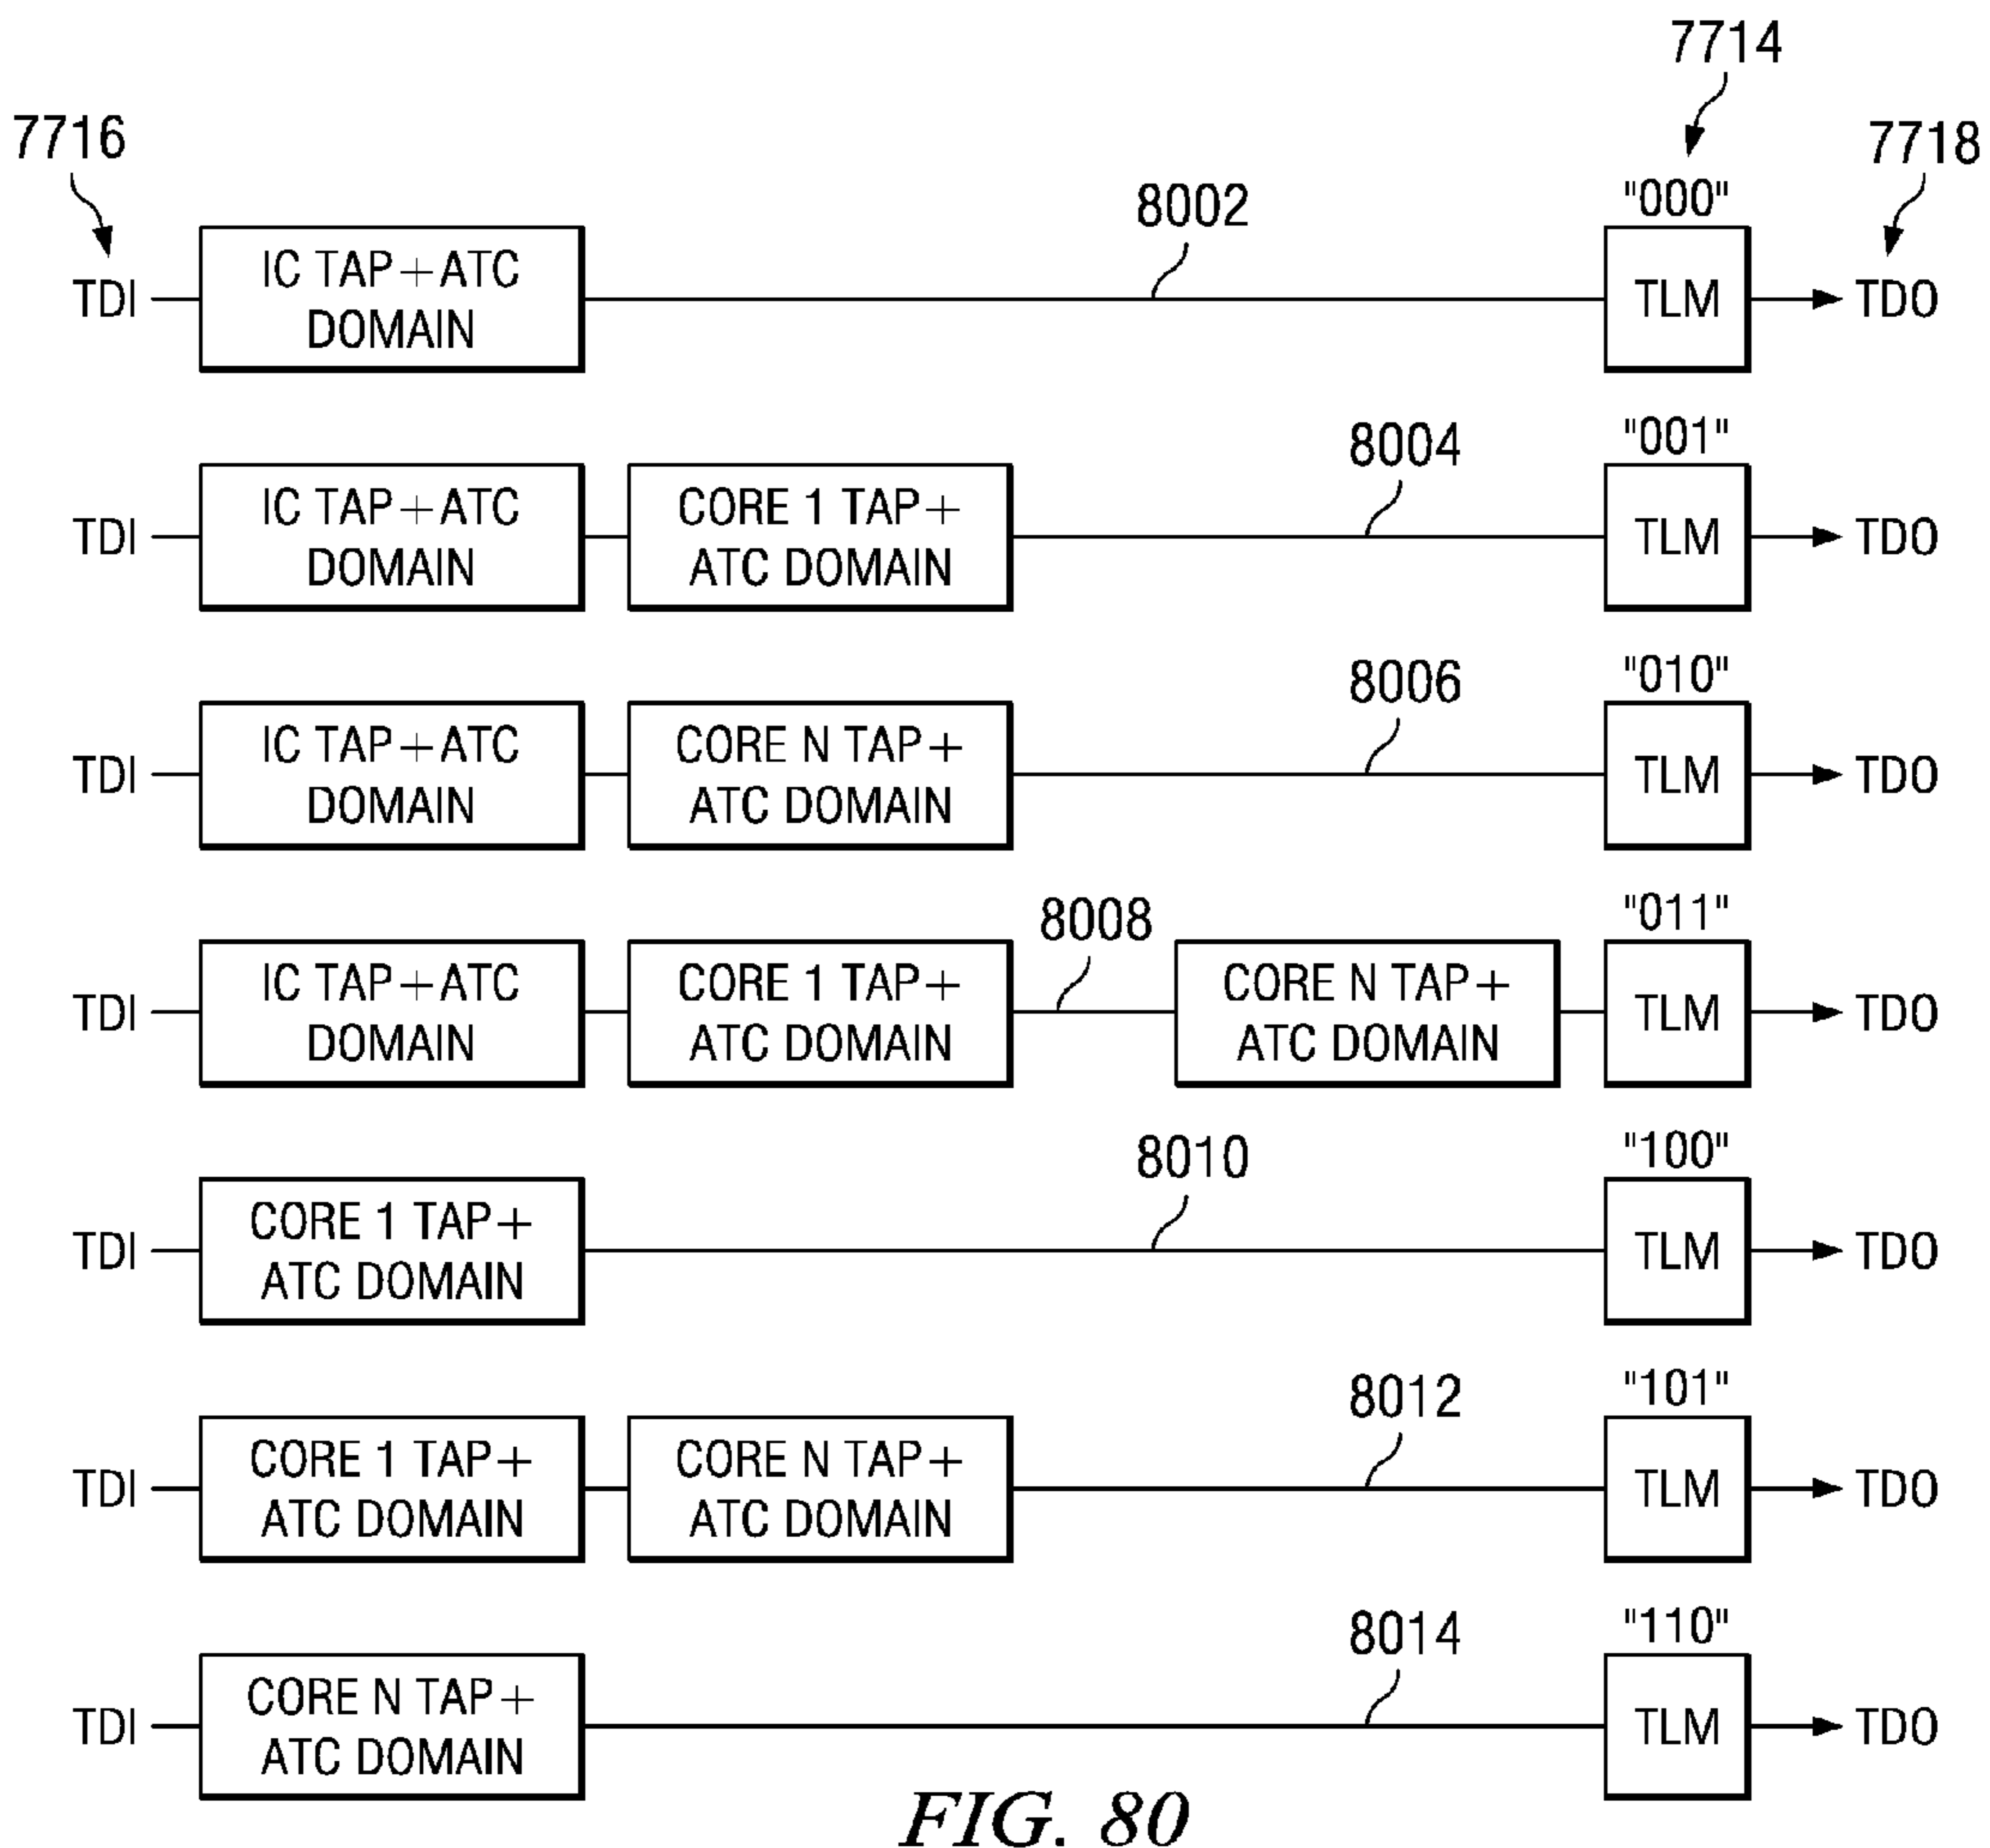 7714
7716
7718
8002
"000"
TDI
IC TAP+ATC
DOMAIN
TLM
TDO
8004
"001"
TDI
IC TAP+ATC
DOMAIN
CORE 1 TAP+
ATC DOMAIN
TLM
TDO
8006
"010"
TDI
IC TAP+ATC
DOMAIN
CORE N TAP+
ATC DOMAIN
TLM
TDO
8008
"011"
TDI
IC TAP+ATC
DOMAIN
CORE 1 TAP+
ATC DOMAIN
CORE N TAP+
ATC DOMAIN
TLM
TDO
8010
"100"
TDI
CORE 1 TAP+
ATC DOMAIN
TLM
TDO
8012
"101"
TDI
CORE 1 TAP+
ATC DOMAIN
CORE N TAP+
ATC DOMAIN
TLM
TDO
8014
"110"
TDI
CORE N TAP+
ATC DOMAIN
TLM
TDO
FIG. 80